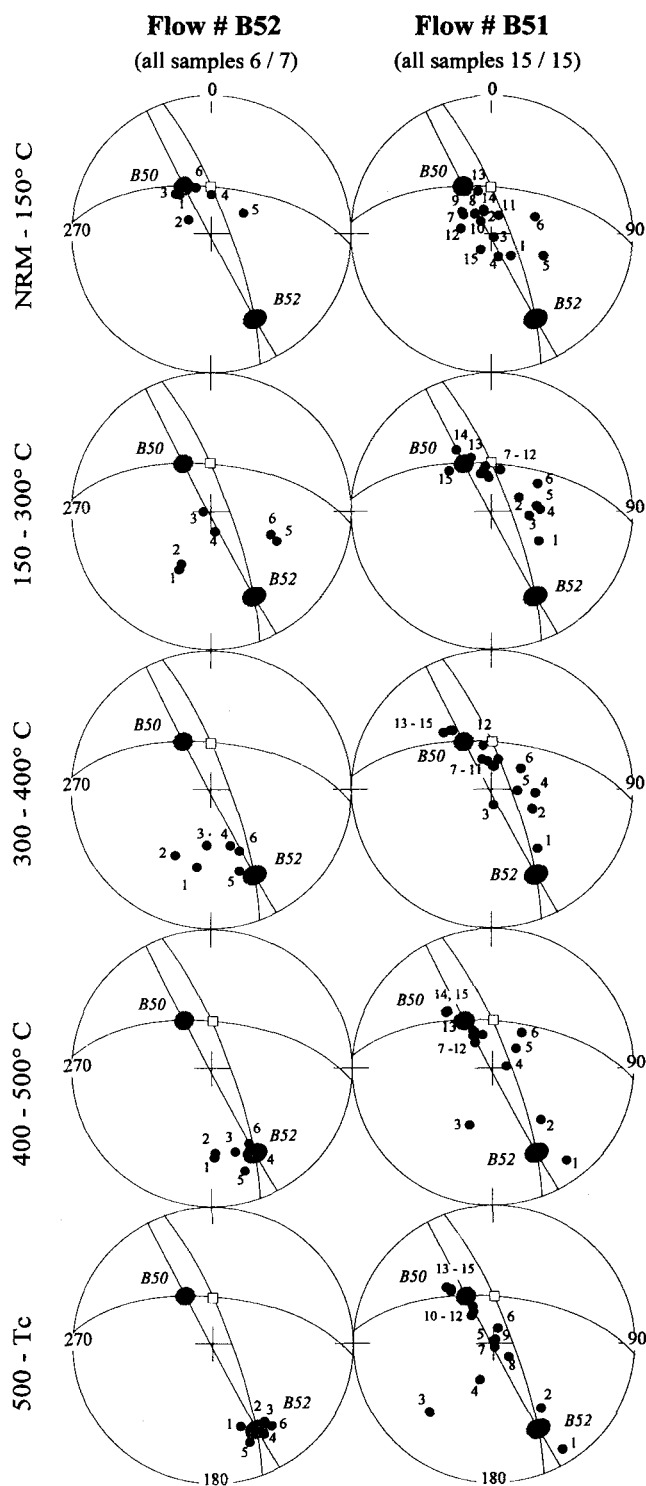 Flow # B52 Flow # B51
(all samples 6 / 7) (all samples 15 / 15)
NRM - 150° C
0 0
B50 6 3 1 4 2 5
270
B52
B50 13 9 8 14 11 7 2 6 10 12 3 15 4 1 5
90
B52
150 - 300° C
B50
270
3 4 6 5 2 1
B52
14 13 B50 7 - 12 15 6 2 5 4 3 1
90
B52
300 - 400° C
B50
270
3 4 6 2 1 5
B52
13 - 15 12 B50 7 - 11 6 5 4 2 3 1
90
B52
400 - 500° C
B50
270
2 3 6 B52 1 4 5
14, 15 B50 13 7 - 12 6 5 4
90
3 2 B52 1
500 - Tc
B50
270
2 3 B52 1 6 4 5
180
13 - 15 B50 10 - 12 6 5 9 7 8
90
4 3 2 B52 1
180